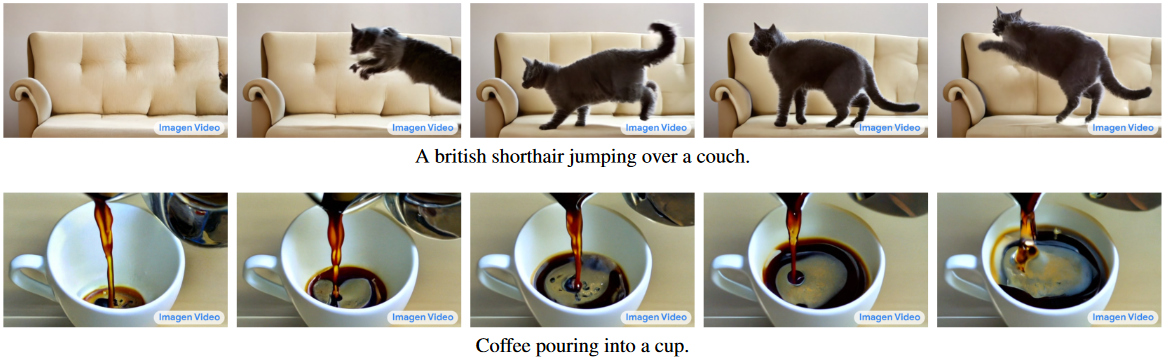 Imagen Video Imagen Video Imagen Video Imagen Video Imagen Video
A british shorthair jumping over a couch.
Imagen Video Imagen Video Imagen Video Imagen Video Imagen Video
Coffee pouring into a cup.